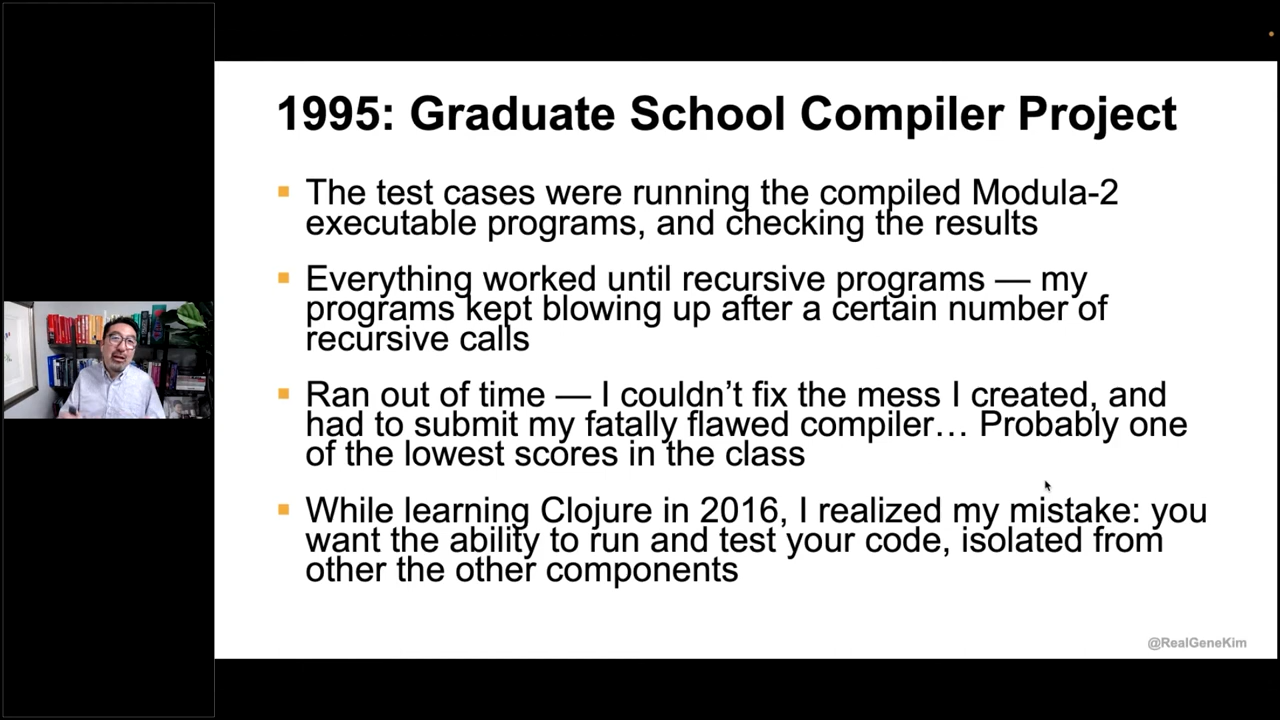 1995: Graduate School Compiler Project
▪ The test cases were running the compiled Modula-2
executable programs, and checking the results
▪ Everything worked until recursive programs — my
programs kept blowing up after a certain number of
recursive calls
▪ Ran out of time — I couldn’t fix the mess I created, and
had to submit my fatally flawed compiler… Probably one
of the lowest scores in the class
▪ While learning Clojure in 2016, I realized my mistake: you
want the ability to run and test your code, isolated from
other the other components
@RealGeneKim